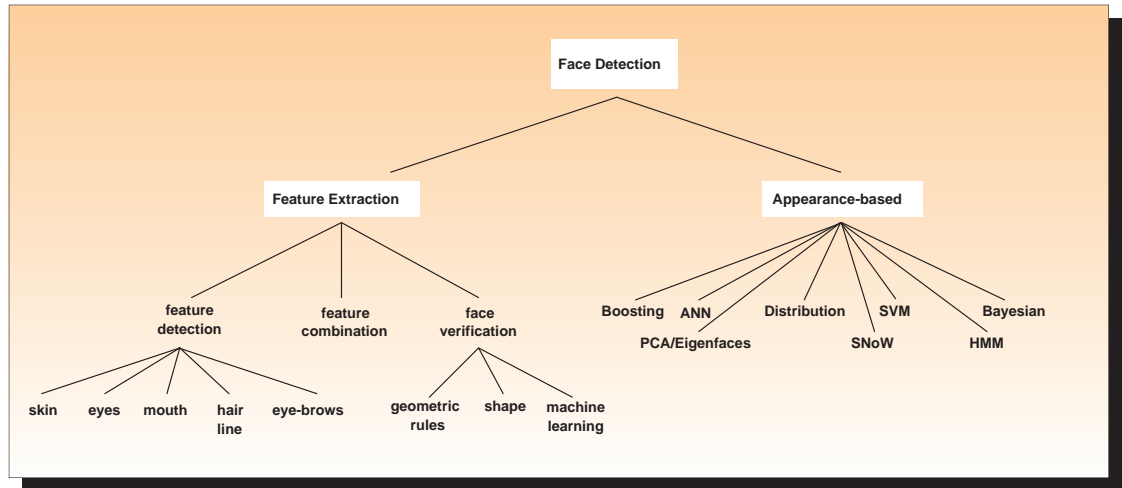 Face Detection
Feature Extraction
Appearance-based
feature
detection
feature
combination
face
verification
Boosting
ANN
Distribution
SVM
Bayesian
PCA/Eigenfaces
SNoW
HMM
skin
eyes
mouth
hair
line
eye-brows
geometric
rules
shape
machine
learning